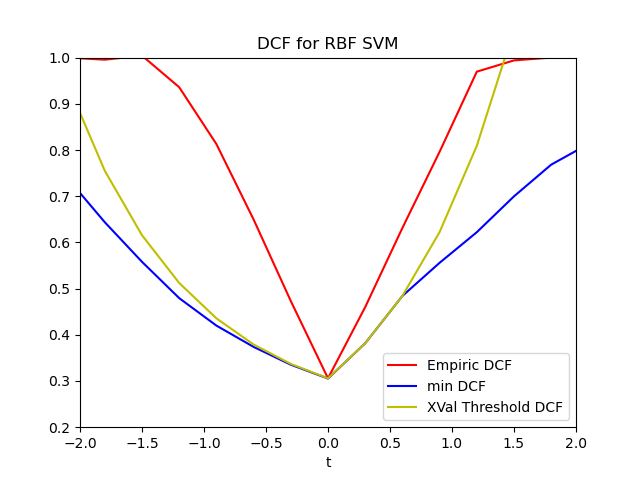 DCF for RBF SVM
1.0
0.9
0.8
0.7
0.6
0.5
0.4
0.3
0.2
Empiric DCF
min DCF
XVal Threshold DCF
−2.0 −1.5 −1.0 −0.5 0.0 0.5 1.0 1.5 2.0
t